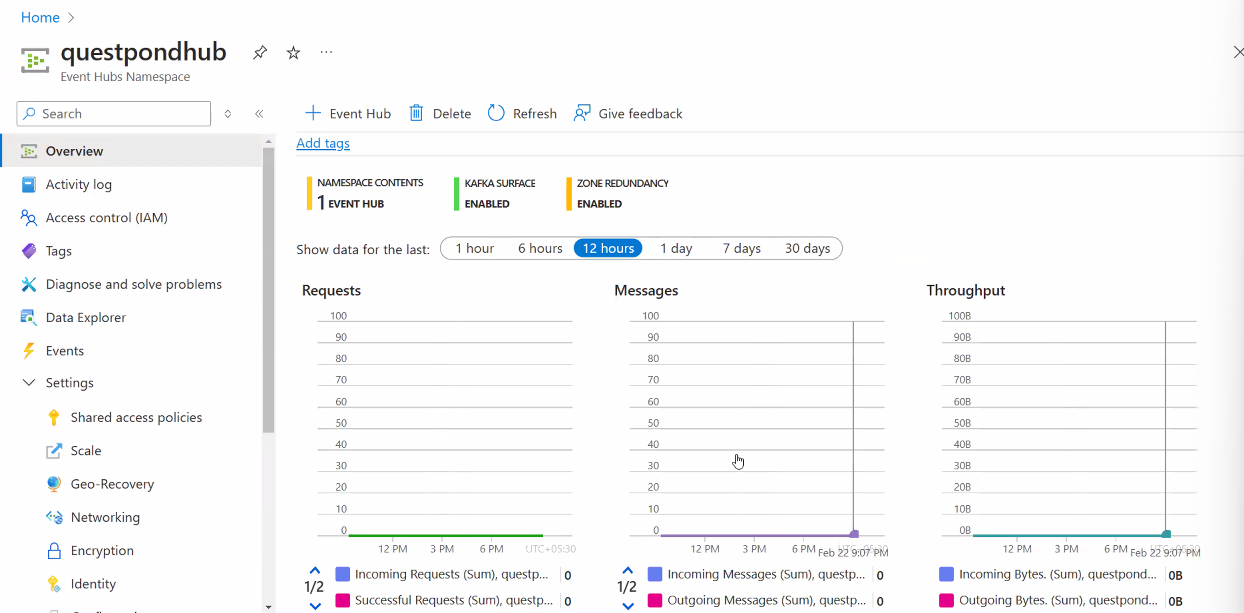 Home >
questpondhub
Event Hubs Namespace
Search
Overview
Activity log
Access control (IAM)
Tags
Diagnose and solve problems
Data Explorer
Events
Settings
Shared access policies
Scale
Geo-Recovery
Networking
Encryption
Identity
Event Hub Delete Refresh Give feedback
Add tags
NAMESPACE CONTENTS
1 EVENT HUB
KAFKA SURFACE
ENABLED
ZONE REDUNDANCY
ENABLED
Show data for the last: 1 hour 6 hours 12 hours 1 day 7 days 30 days
Requests
100
90
80
70
60
50
40
30
20
10
0
12 PM 3 PM 6 PM UTC+05:30
1/2
Incoming Requests (Sum), questp... 0
Successful Requests (Sum), questp... 0
Messages
100
90
80
70
60
50
40
30
20
10
0
12 PM 3 PM 6 PM Feb 22 9:07 PM
1/2
Incoming Messages (Sum), questp... 0
Outgoing Messages (Sum), questp... 0
Throughput
100B
90B
80B
70B
60B
50B
40B
30B
20B
10B
0B
12 PM 3 PM 6 PM Feb 22 9:07 PM
Incoming Bytes. (Sum), questpond... 0B
Outgoing Bytes. (Sum), questpond... 0B